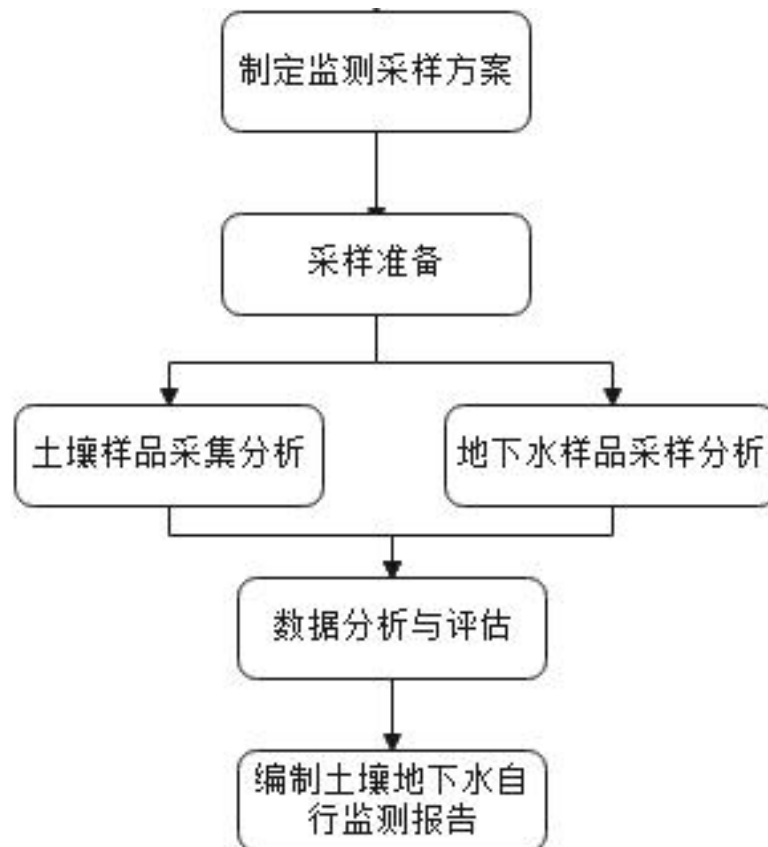 制定监测采样方案
采样准备
土壤样品采集分析
地下水样品采样分析
数据分析与评估
编制土壤地下水自
行监测报告